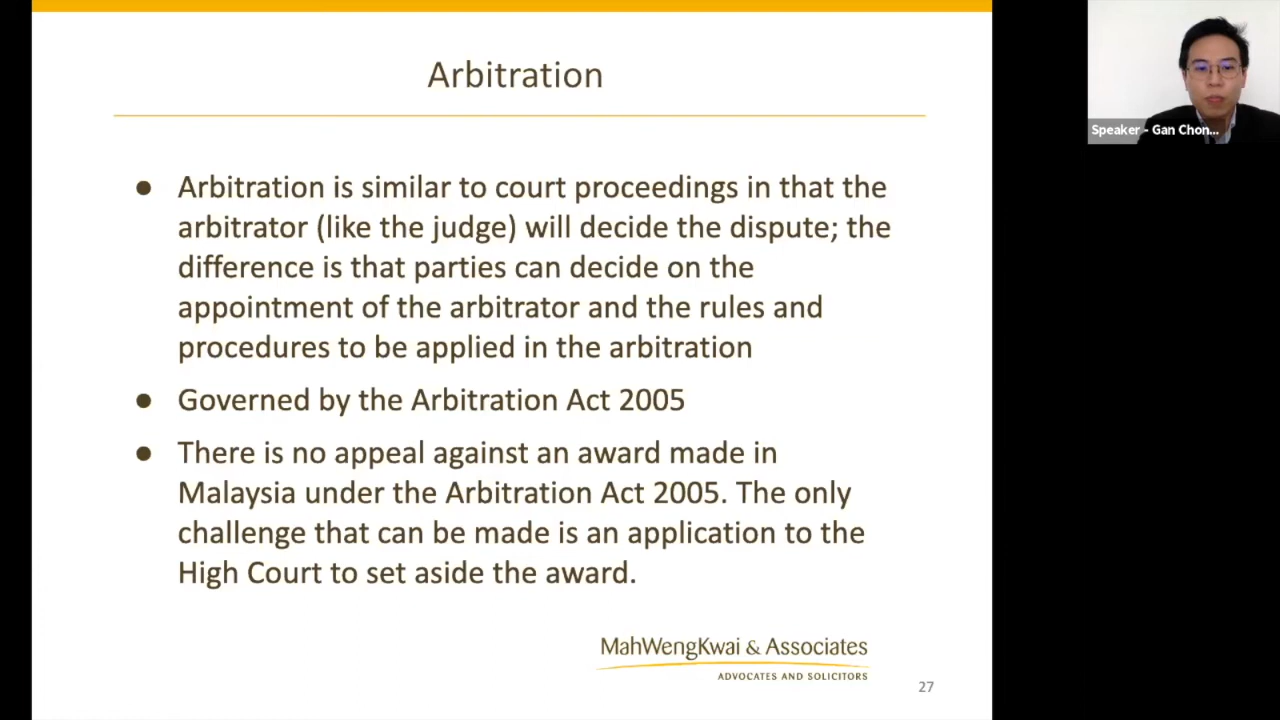 Arbitration
Speaker - Gan Chon...
● Arbitration is similar to court proceedings in that the
arbitrator (like the judge) will decide the dispute; the
difference is that parties can decide on the
appointment of the arbitrator and the rules and
procedures to be applied in the arbitration
● Governed by the Arbitration Act 2005
● There is no appeal against an award made in
Malaysia under the Arbitration Act 2005. The only
challenge that can be made is an application to the
High Court to set aside the award.
MahWengKwai & Associates
ADVOCATES AND SOLICITORS
27